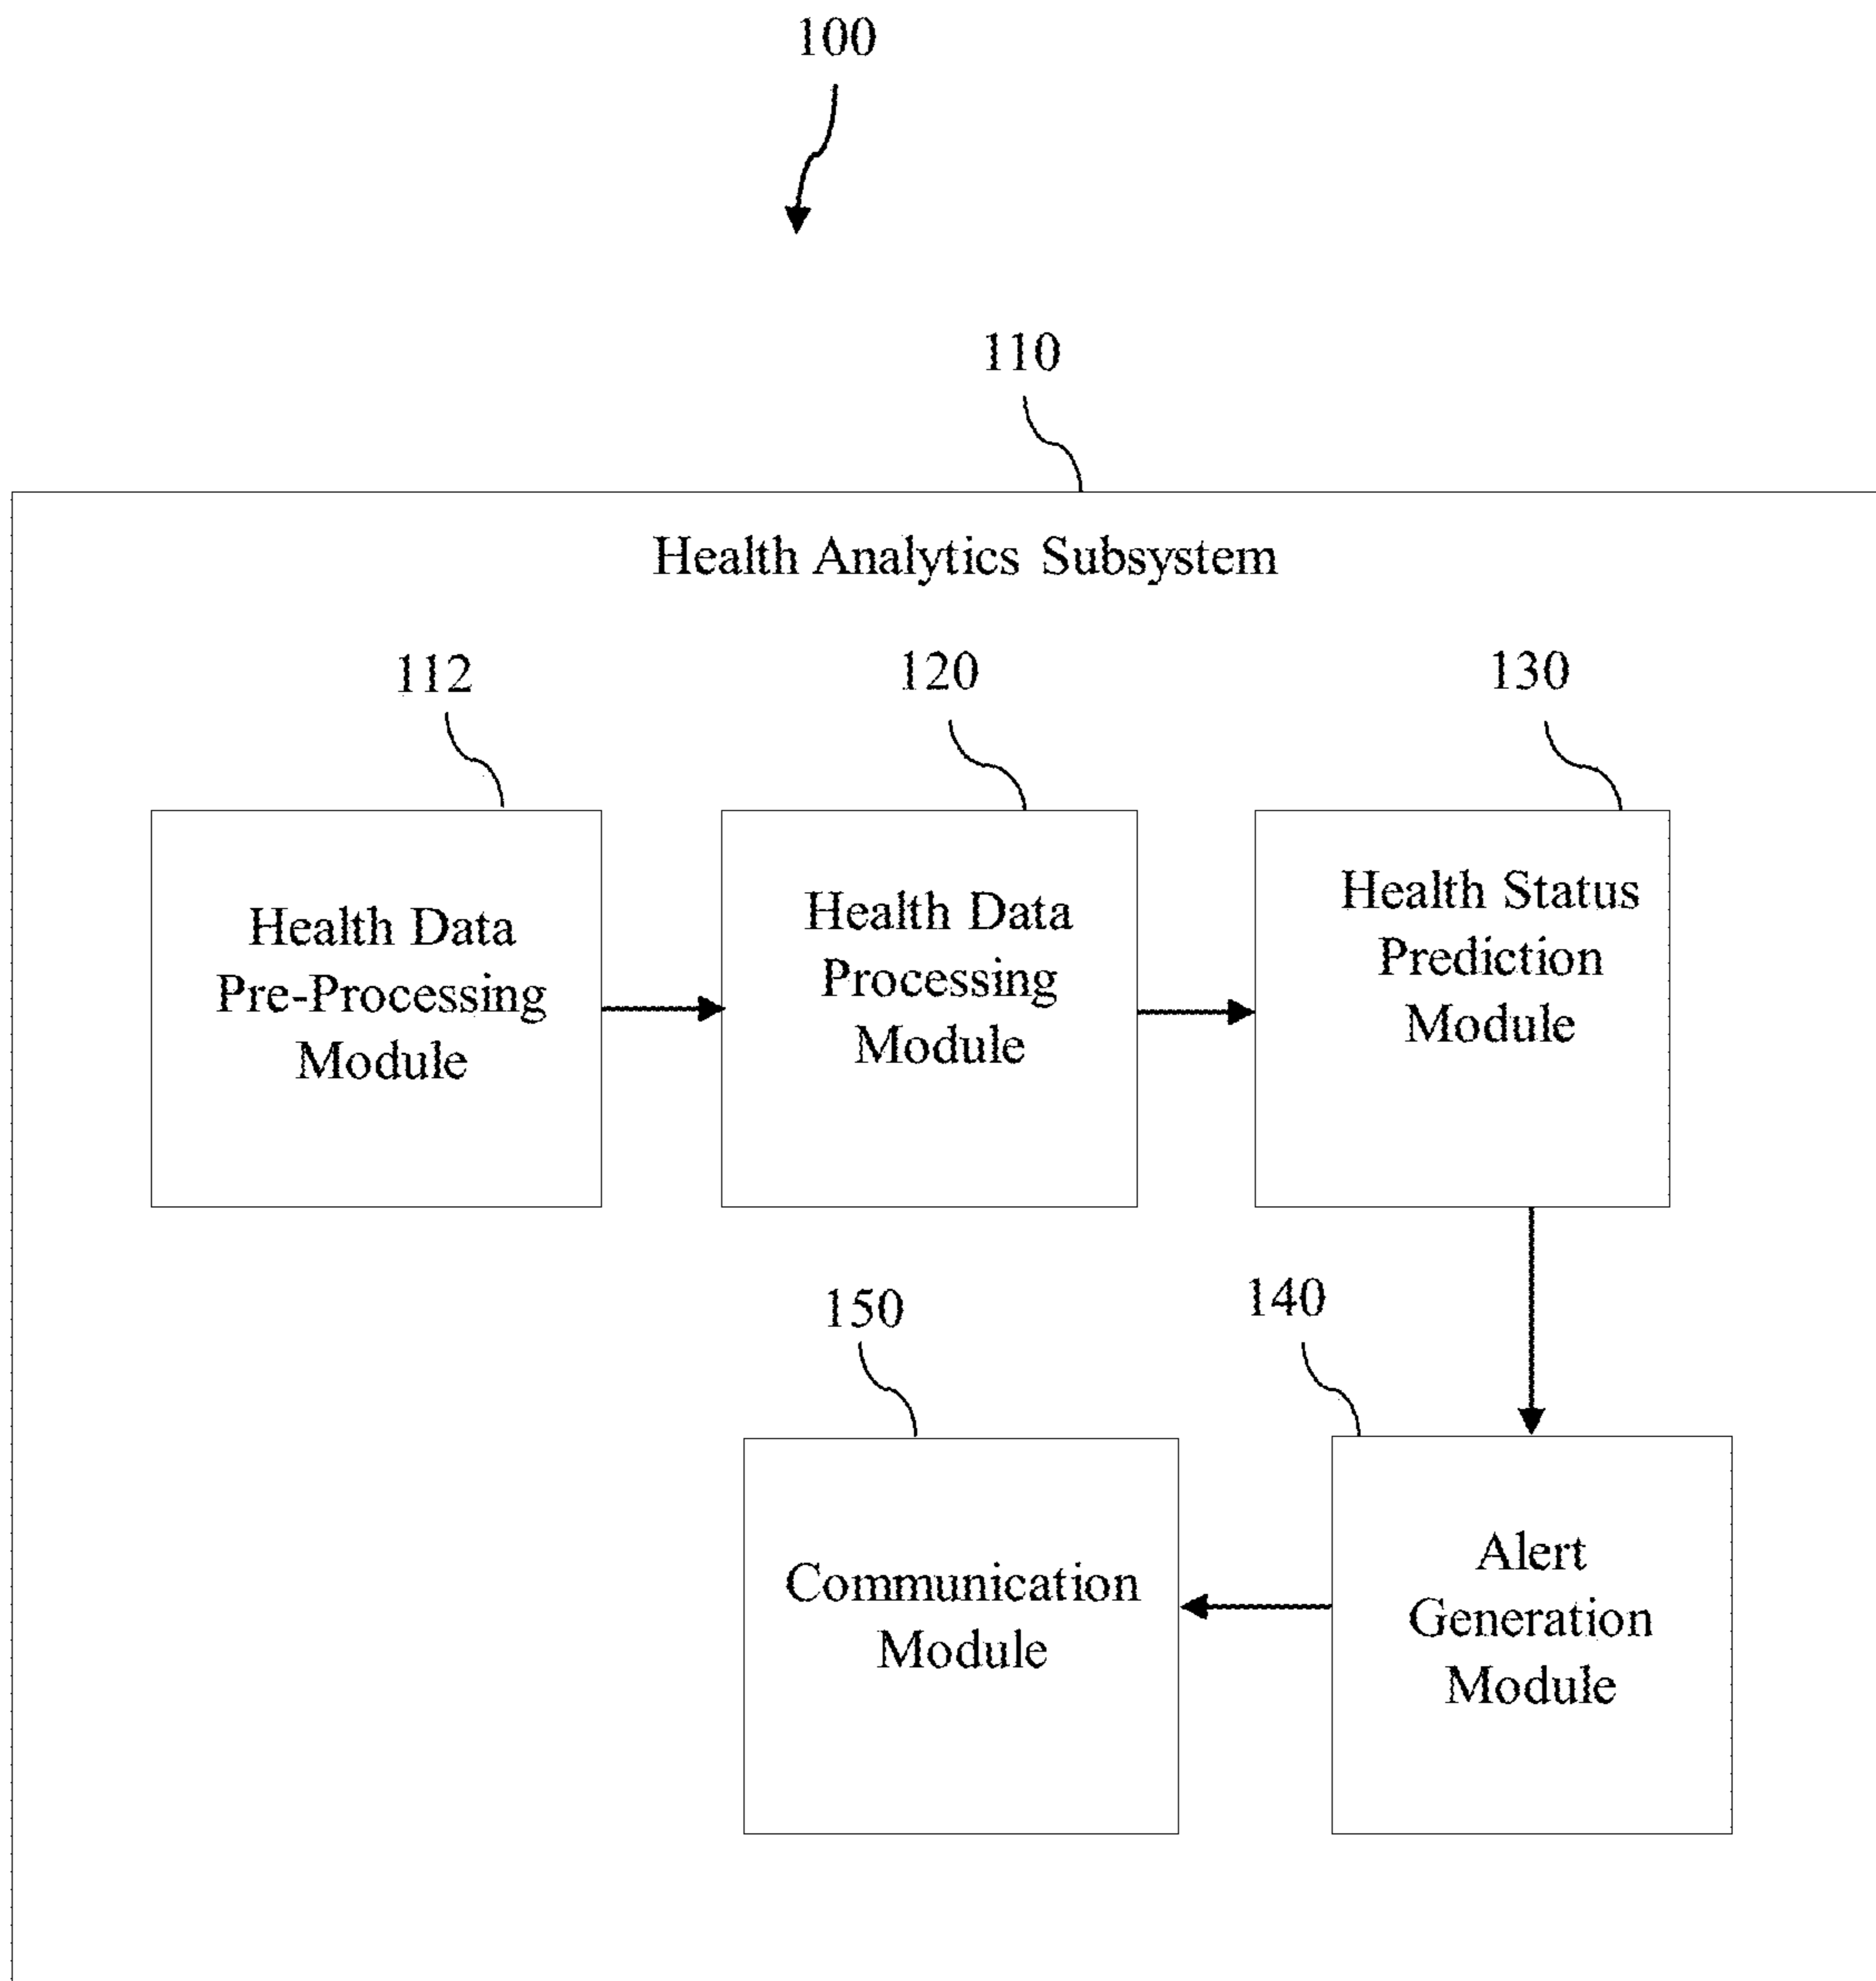 100
110
Health Analytics Subsystem
112
120
130
Health Data
Pre-Processing
Module
Health Data
Processing
Module
Health Status
Prediction
Module
150
140
Communication
Module
Alert
Generation
Module